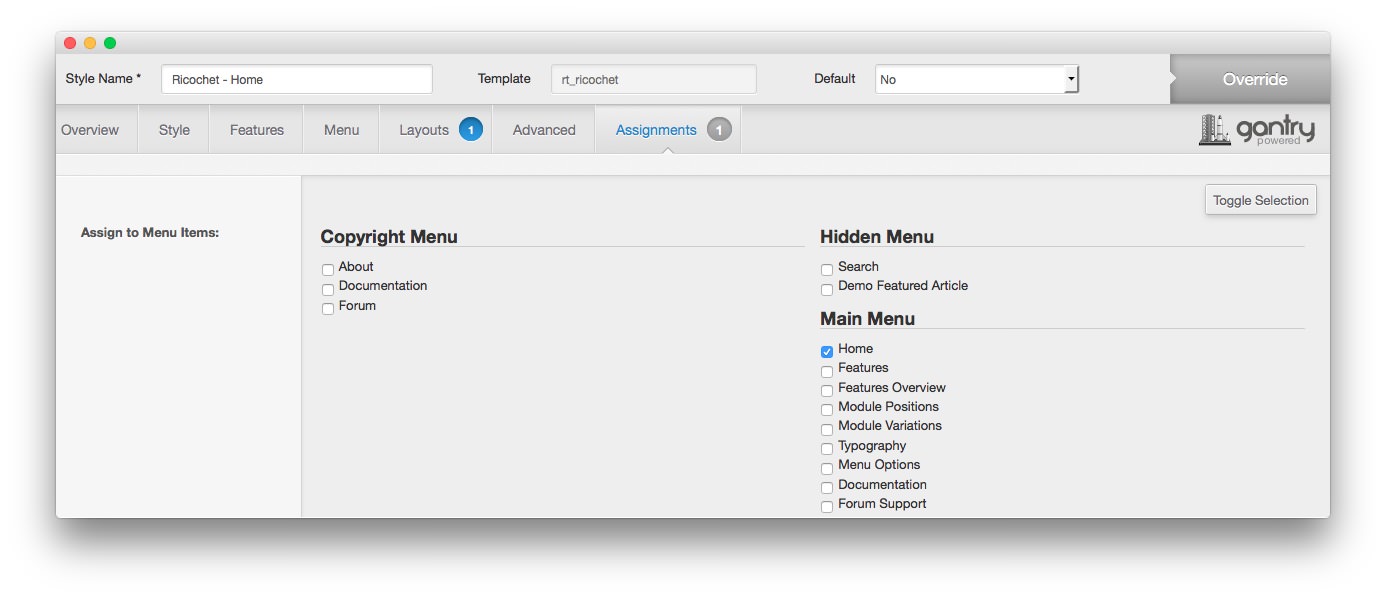 Style Name * Ricochet - Home Template rt_ricochet Default No Override
Overview Style Features Menu Layouts 1 Advanced Assignments 1 gantry
powered
Toggle Selection
Assign to Menu Items:
Copyright Menu
About
Documentation
Forum
Hidden Menu
Search
Demo Featured Article
Main Menu
Home
Features
Features Overview
Module Positions
Module Variations
Typography
Menu Options
Documentation
Forum Support